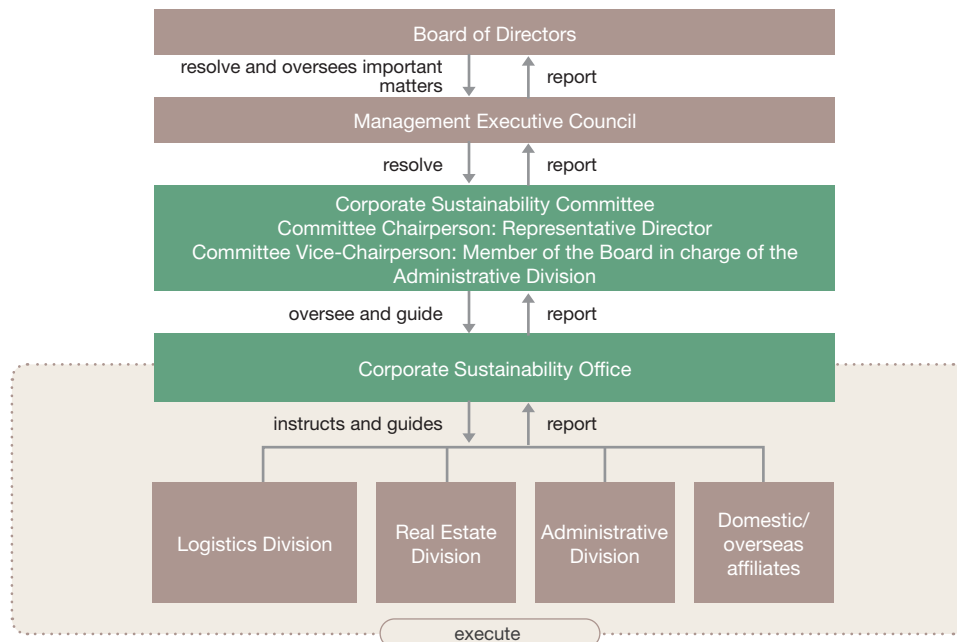 Board of Directors
resolve and oversees important
matters
report
Management Executive Council
resolve
report
Corporate Sustainability Committee
Committee Chairperson: Representative Director
Committee Vice-Chairperson: Member of the Board in charge of the
Administrative Division
oversee and guide
report
Corporate Sustainability Office
instructs and guides
report
Logistics Division
Real Estate
Division
Administrative
Division
Domestic/
overseas
affiliates
execute